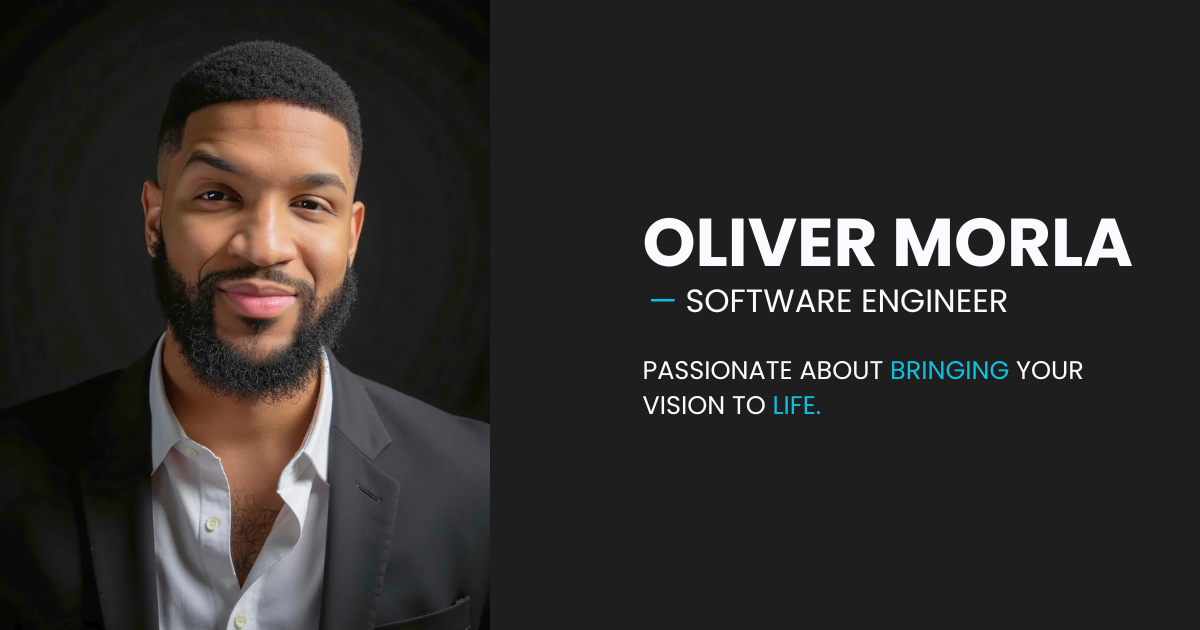 OLIVER MORLA
— SOFTWARE ENGINEER
PASSIONATE ABOUT BRINGING YOUR
VISION TO LIFE.